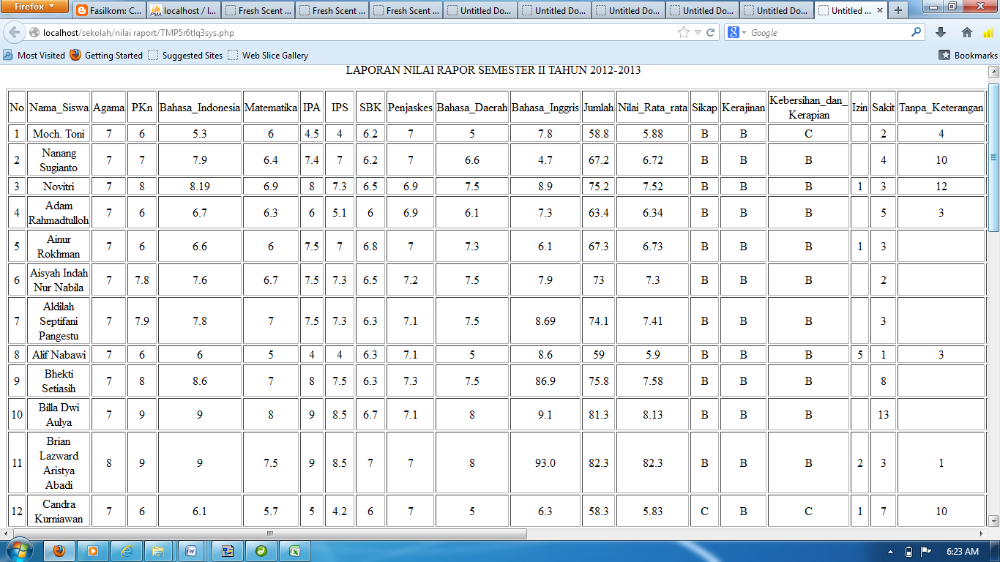 Firefox
Fasilkom: C...
localhost / l...
Fresh Scent ...
Fresh Scent ...
Fresh Scent ...
Untitled Do...
Untitled Do...
Untitled Do...
Untitled Do...
Untitled Do...
Untitled ...
localhost/sekolah/nilai raport/TMP5r6tlq3sys.php
Google
Most Visited Getting Started Suggested Sites Web Slice Gallery Bookmarks
LAPORAN NILAI RAPOR SEMESTER II TAHUN 2012-2013
No Nama_Siswa Agama PKn Bahasa_Indonesia Matematika IPA IPS SBK Penjaskes Bahasa_Daerah Bahasa_Inggris Jumlah Nilai_Rata_rata Sikap Kerajinan Kebersihan_dan_ Kerapian Izin Sakit Tanpa_Keterangan
1 Moch. Toni 7 6 5.3 6 4.5 4 6.2 7 5 7.8 58.8 5.88 B B C 2 4
2 Nanang Sugianto 7 7 7.9 6.4 7.4 7 6.2 7 6.6 4.7 67.2 6.72 B B B 4 10
3 Novitri 7 8 8.19 6.9 8 7.3 6.5 6.9 7.5 8.9 75.2 7.52 B B B 1 3 12
4 Adam Rahmadtulloh 7 6 6.7 6.3 6 5.1 6 6.9 6.1 7.3 63.4 6.34 B B B 5 3
5 Ainur Rokhman 7 6 6.6 6 7.5 7 6.8 7 7.3 6.1 67.3 6.73 B B B 1 3
6 Aisyah Indah Nur Nabila 7 7.8 7.6 6.7 7.5 7.3 6.5 7.2 7.5 7.9 73 7.3 B B B 2
7 Aldilah Septifani Pangestu 7 7.9 7.8 7 7.5 7.3 6.3 7.1 7.5 8.69 74.1 7.41 B B B 3
8 Alif Nabawi 7 6 6 5 4 4 6.3 7.1 5 8.6 59 5.9 B B B 5 1 3
9 Bhekti Setiasih 7 8 8.6 7 8 7.5 6.3 7.3 7.5 86.9 75.8 7.58 B B B 8
10 Billa Dwi Aulya 7 9 9 8 9 8.5 6.7 7.1 8 9.1 81.3 8.13 B B B 13
11 Brian Lazward Aristya Abadi 8 9 9 7.5 9 8.5 7 7 8 93.0 82.3 82.3 B B B 2 3 1
12 Candra Kurniawan 7 6 6.1 5.7 5 4.2 6 7 5 6.3 58.3 5.83 C B C 1 7 10
6:23 AM